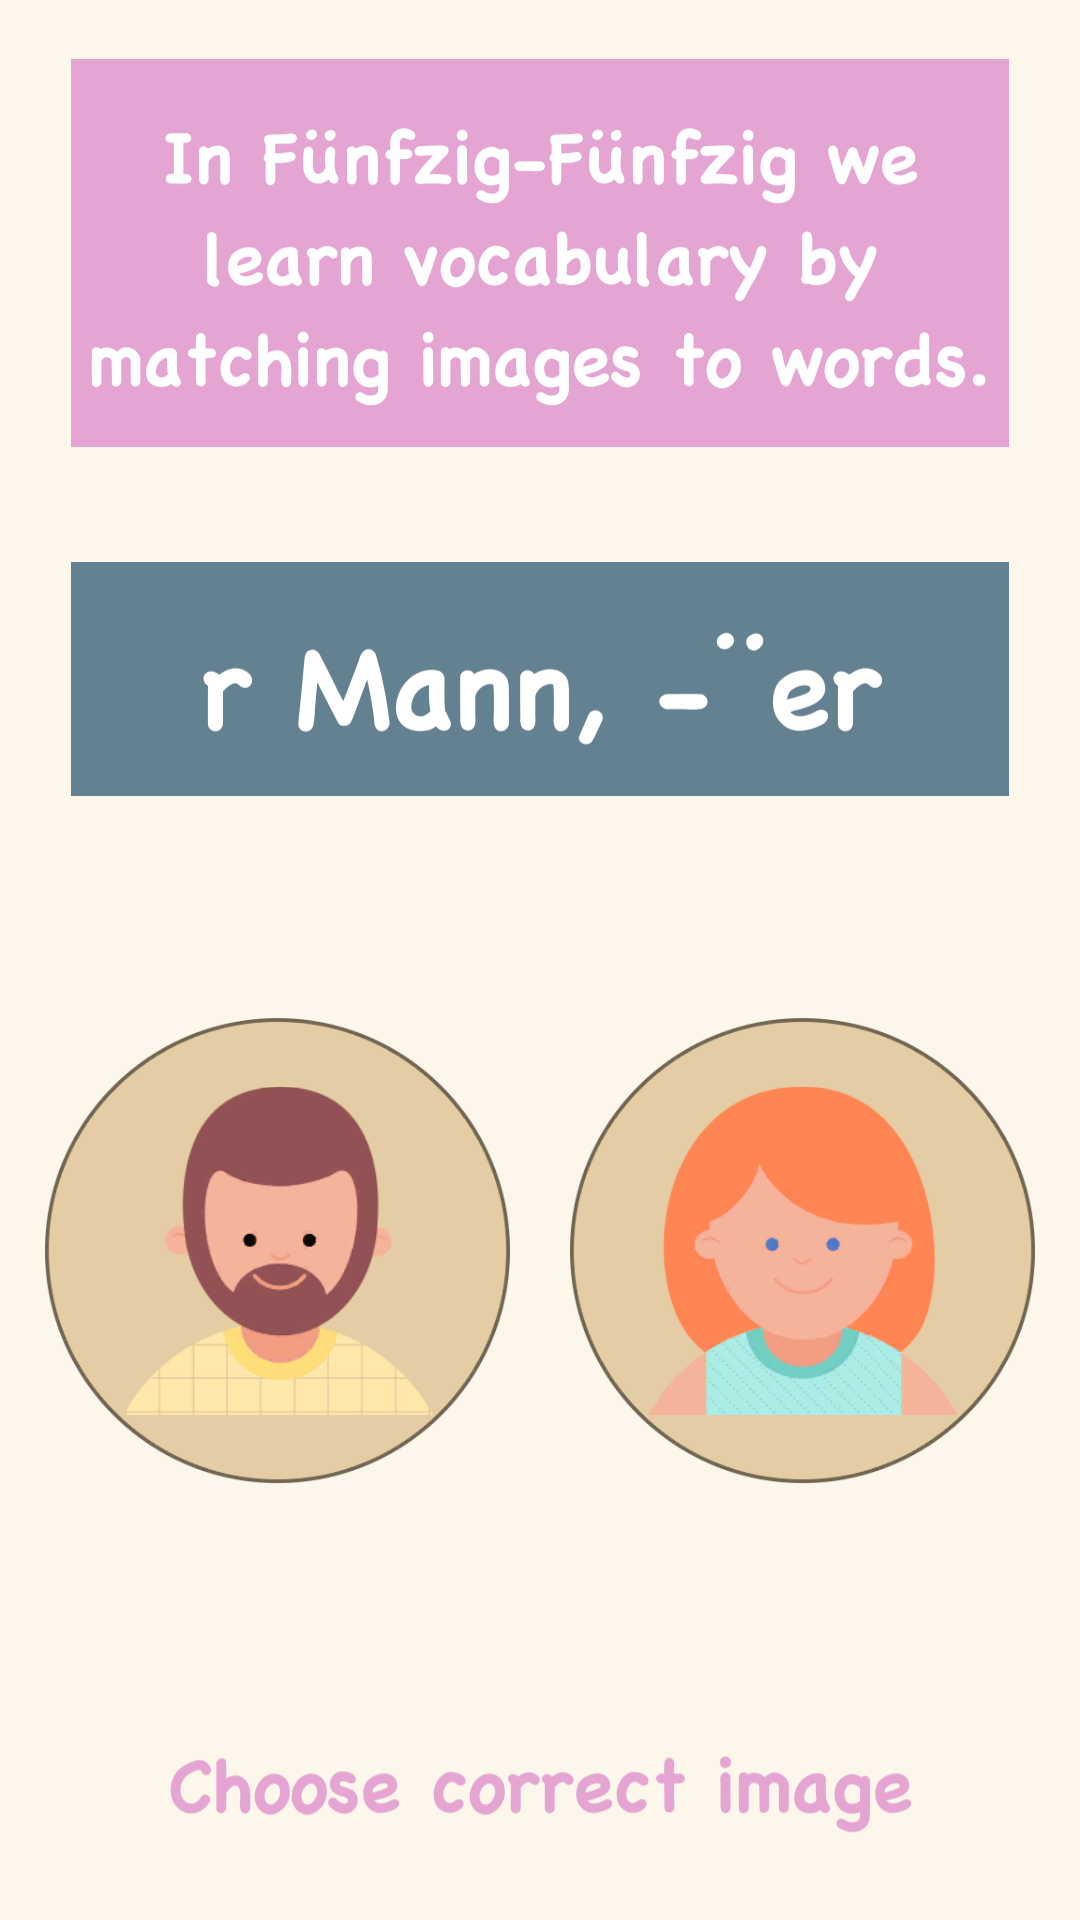 In Fünfzig-Fünfzig we
learn vocabulary by
matching images to words.
r Mann, -¨er
Choose correct image